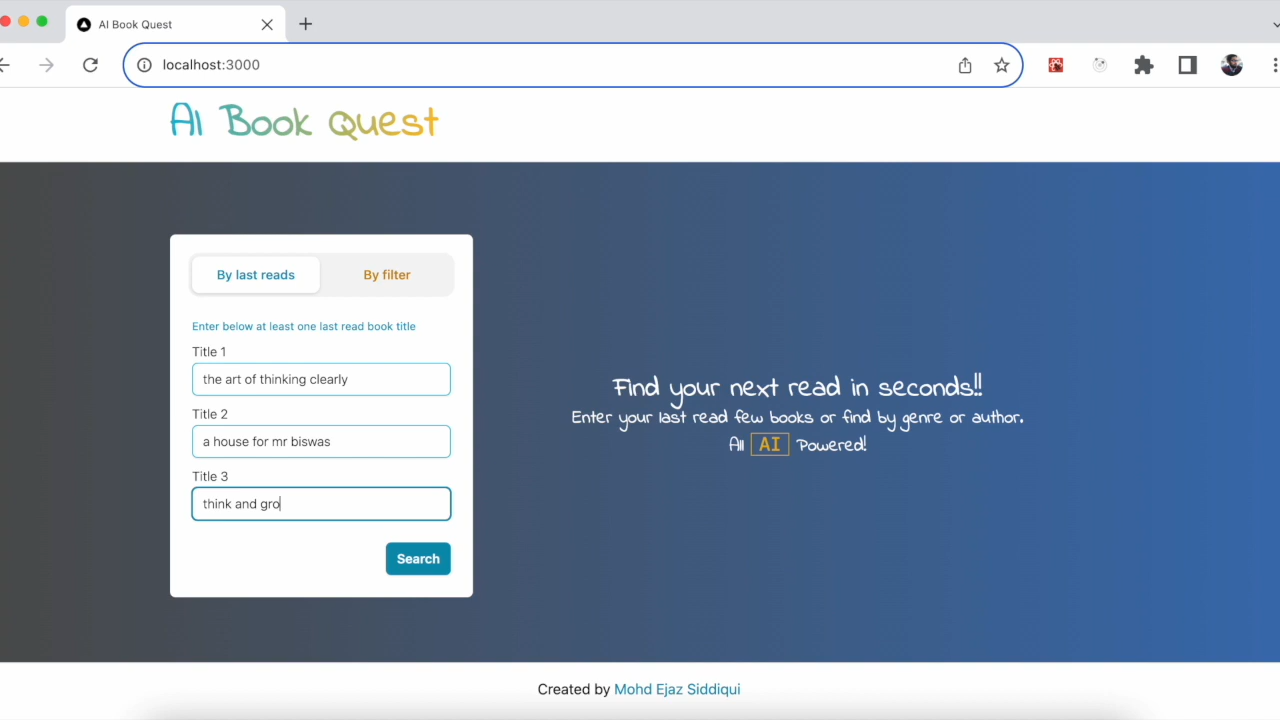 AI Book Quest
localhost:3000
AI Book Quest
By last reads By filter
Enter below at least one last read book title
Title 1
the art of thinking clearly
Title 2
a house for mr biswas
Title 3
think and gro
Search
Find your next read in seconds!!
Enter your last read few books or find by genre or author.
All AI Powered!
Created by Mohd Ejaz Siddiqui